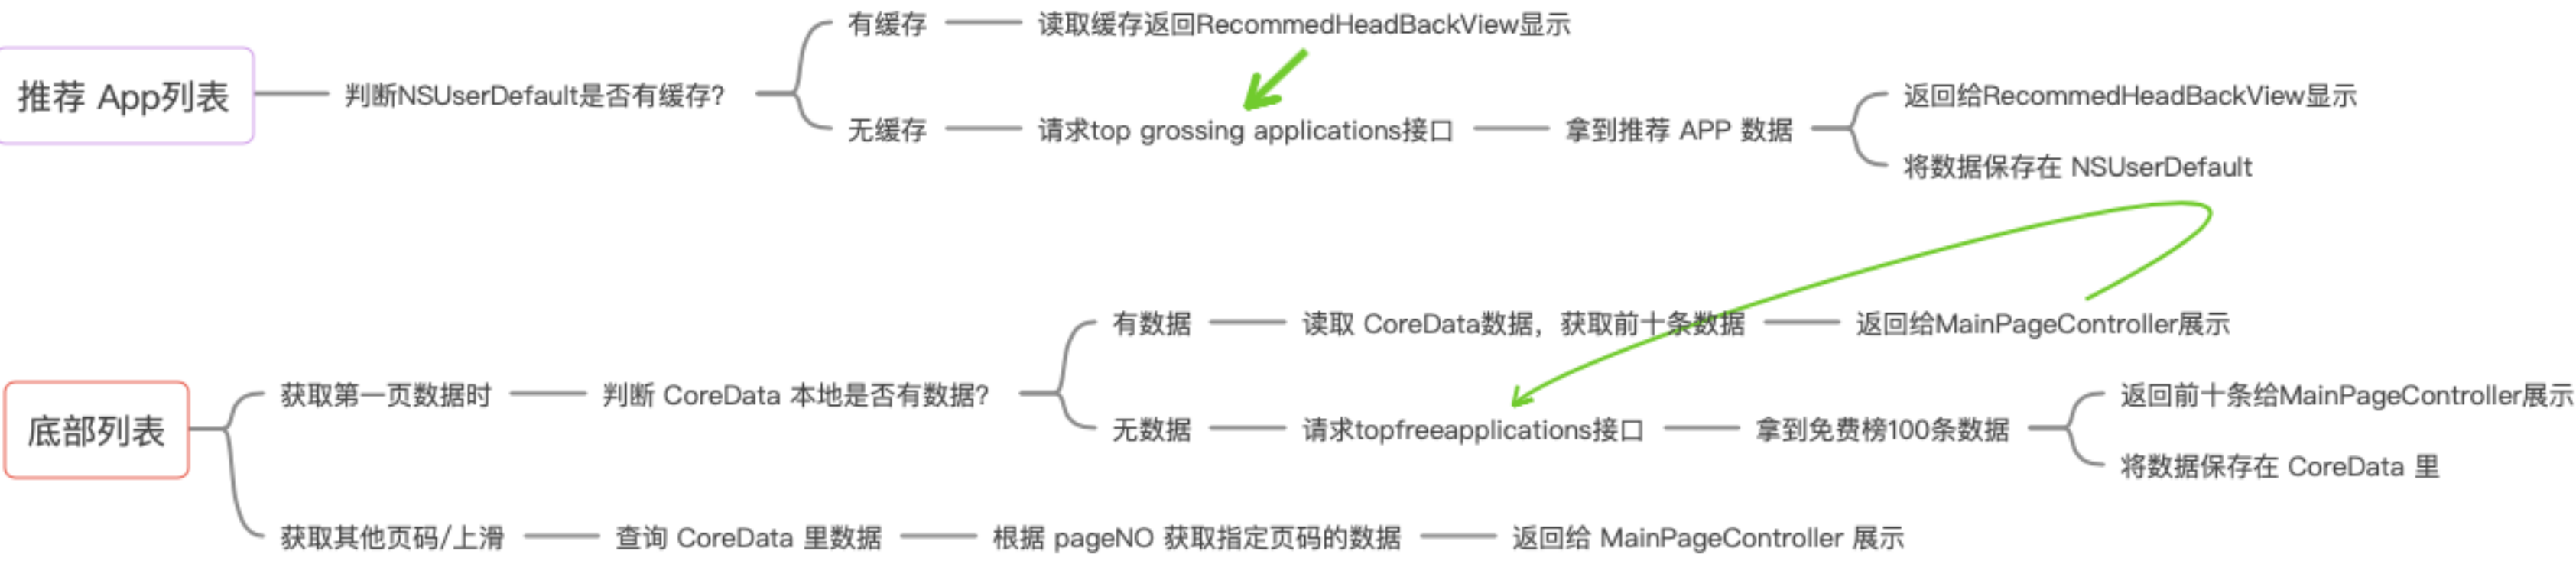 推荐 App列表
判断NSUserDefault是否有缓存?
有缓存
读取缓存返回RecommedHeadBackView显示
无缓存
请求top grossing applications接口
拿到推荐 APP 数据
返回给RecommedHeadBackView显示
将数据保存在 NSUserDefault
底部列表
获取第一页数据时
判断 CoreData 本地是否有数据?
有数据
读取 CoreData数据，获取前十条数据
返回给MainPageController展示
无数据
请求topfreeapplications接口
拿到免费榜100条数据
返回前十条给MainPageController展示
将数据保存在 CoreData 里
获取其他页码/上滑
查询 CoreData 里数据
根据 pageNO 获取指定页码的数据
返回给 MainPageController 展示